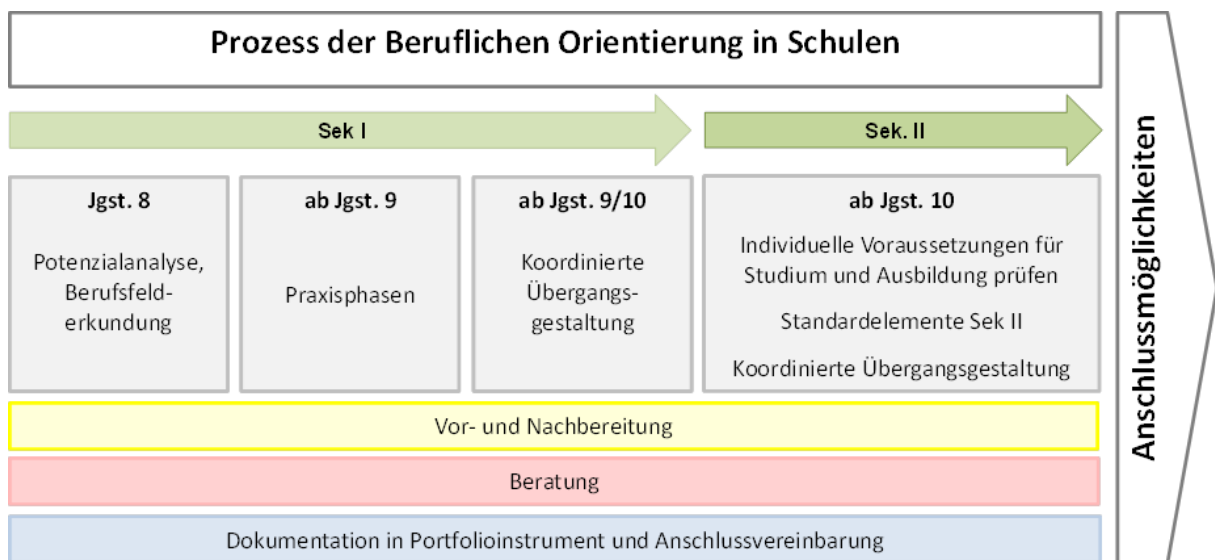 Prozess der Beruflichen Orientierung in Schulen
Sek I
Sek. II
Jgst. 8
Potenzialanalyse,
Berufsfeld-
erkundung
ab Jgst. 9
Praxisphasen
ab Jgst. 9/10
Koordinierte
Übergangs-
gestaltung
ab Jgst. 10
Individuelle Voraussetzungen für
Studium und Ausbildung prüfen
Standardelemente Sek II
Koordinierte Übergangsgestaltung
Vor- und Nachbereitung
Beratung
Dokumentation in Portfolioinstrument und Anschlussvereinbarung
Anschlussmöglichkeiten